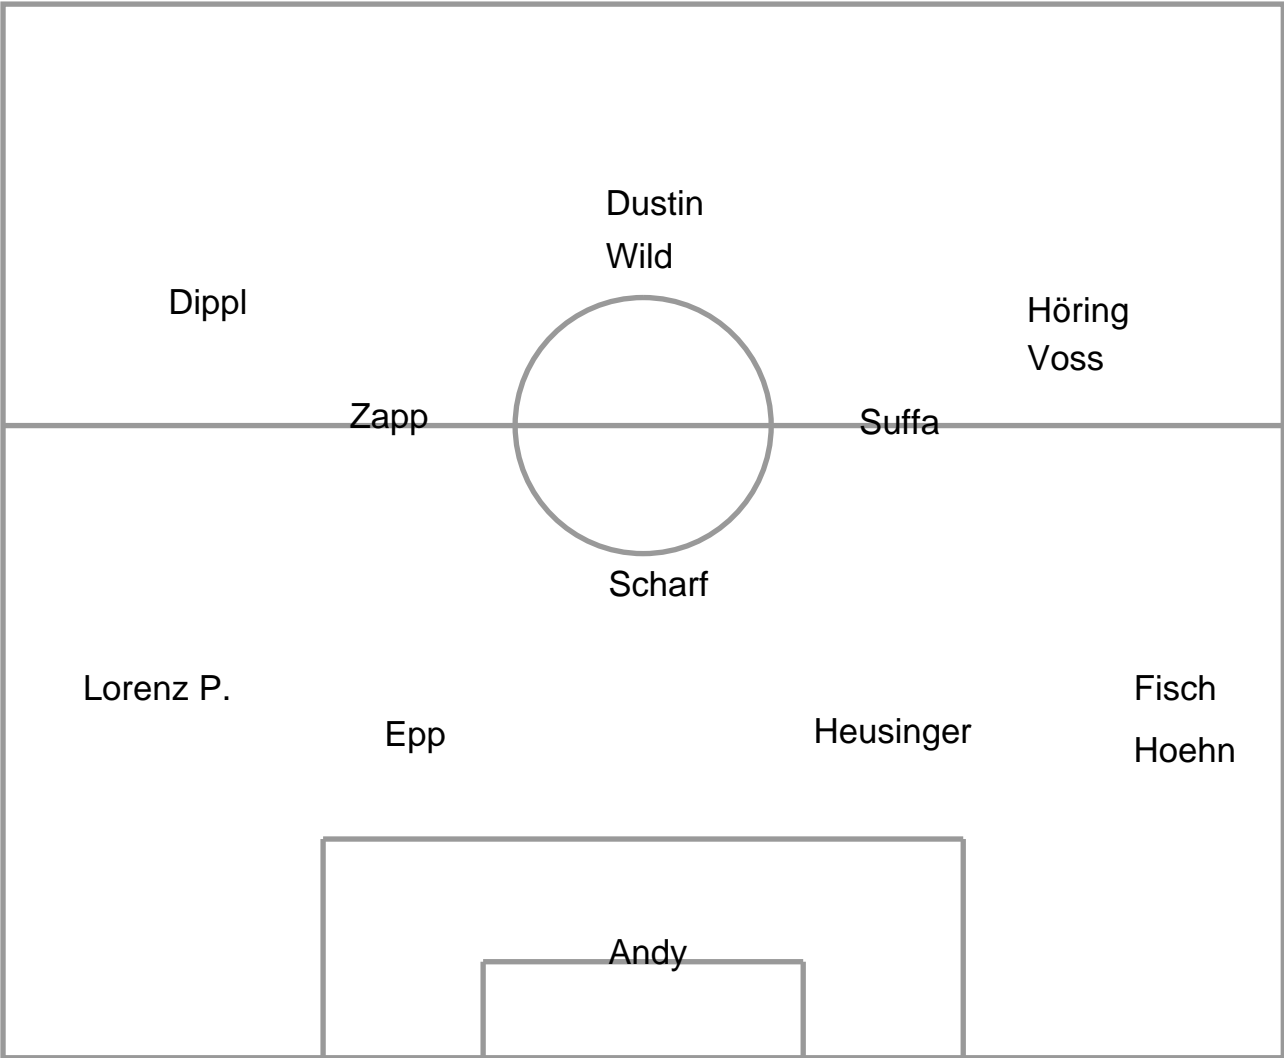 Dustin
Wild
Dippl
Höring
Voss
Zapp
Suffa
Scharf
Lorenz P.
Fisch
Epp
Heusinger
Hoehn
Andy